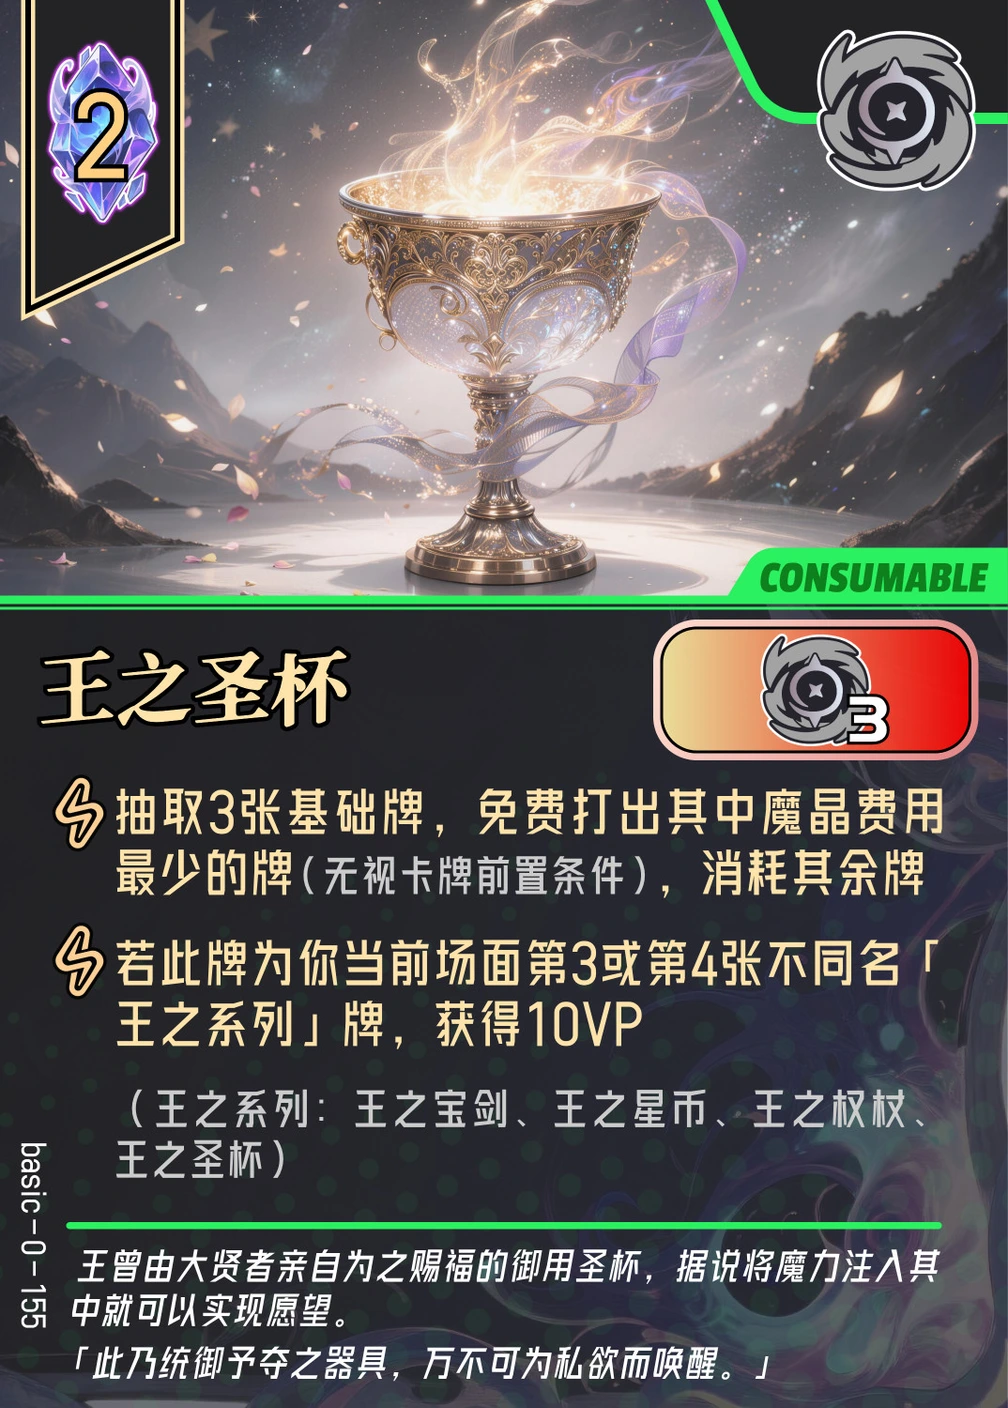 2
CONSUMABLE
王之圣杯
3
抽取3张基础牌，免费打出其中魔晶费用
最少的牌（无视卡牌前置条件），消耗其余牌
若此牌为你当前场面第3或第4张不同名「
王之系列」牌，获得10VP
（王之系列：王之宝剑、王之星币、王之权杖、
王之圣杯）
basic-0-155
王曾由大贤者亲自为之赐福的御用圣杯，据说将魔力注入其
中就可以实现愿望。
「此乃统御予夺之器具，万不可为私欲而唤醒。」